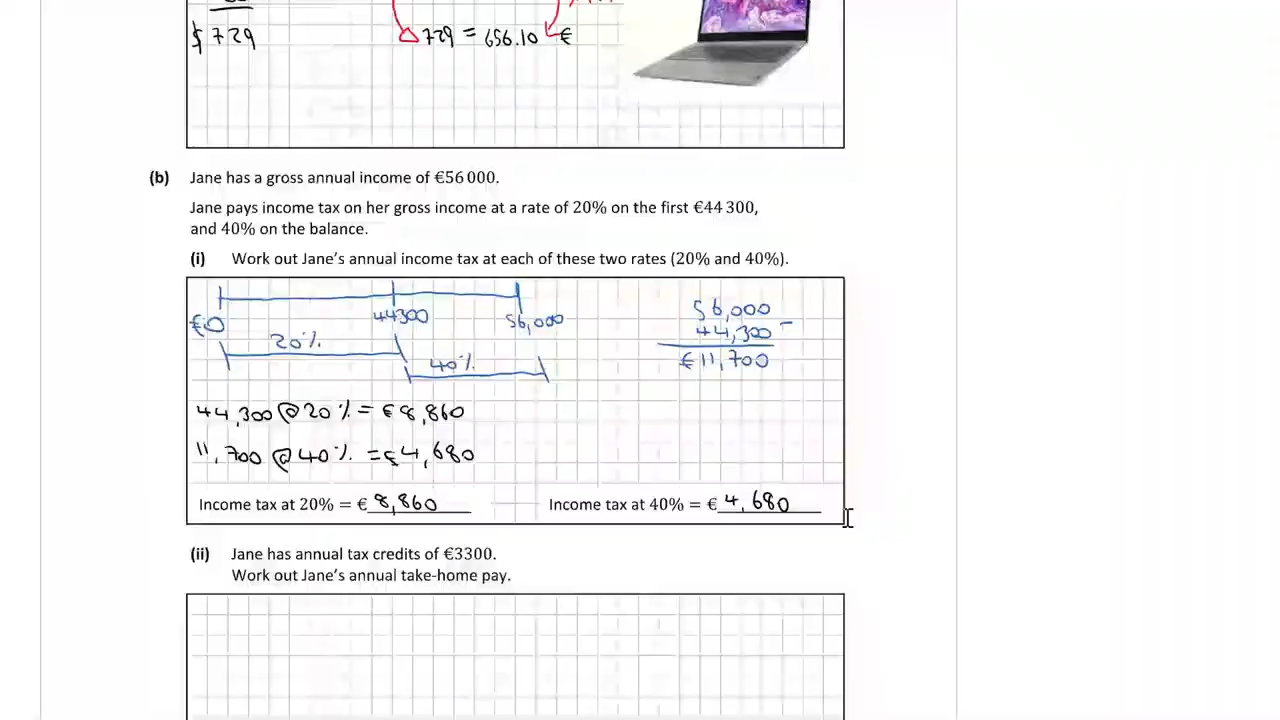 $729
729 = 656.10 €
(b) Jane has a gross annual income of €56 000.
Jane pays income tax on her gross income at a rate of 20% on the first €44 300,
and 40% on the balance.
(i) Work out Jane's annual income tax at each of these two rates (20% and 40%).
€0 44300 56,000
20%
40%
56,000
44,300 -
€11,700
44,300 @ 20% = €8,860
11,700 @ 40% = €4,680
Income tax at 20% = € 8,860 Income tax at 40% = € 4,680
(ii) Jane has annual tax credits of €3300.
Work out Jane's annual take-home pay.